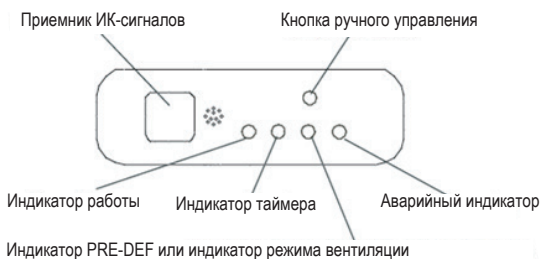 Приемник ИК-сигналов
Кнопка ручного управления
Индикатор работы
Индикатор таймера
Аварийный индикатор
Индикатор PRE-DEF или индикатор режима вентиляции